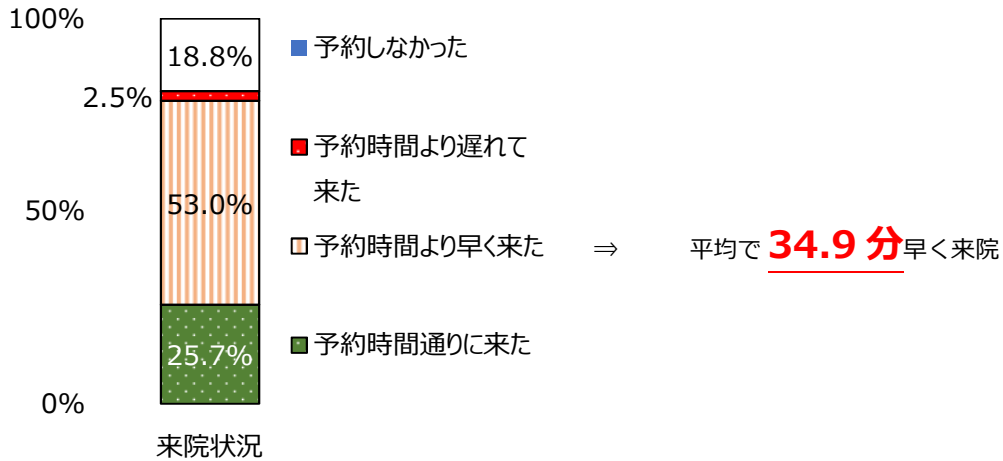 100%
18.8%
予約しなかった
2.5%
予約時間より遅れて
来た
50%
53.0%
予約時間より早く来た ⇒ 平均で 34.9 分早く来院
25.7%
予約時間通りに来た
0%
来院状況